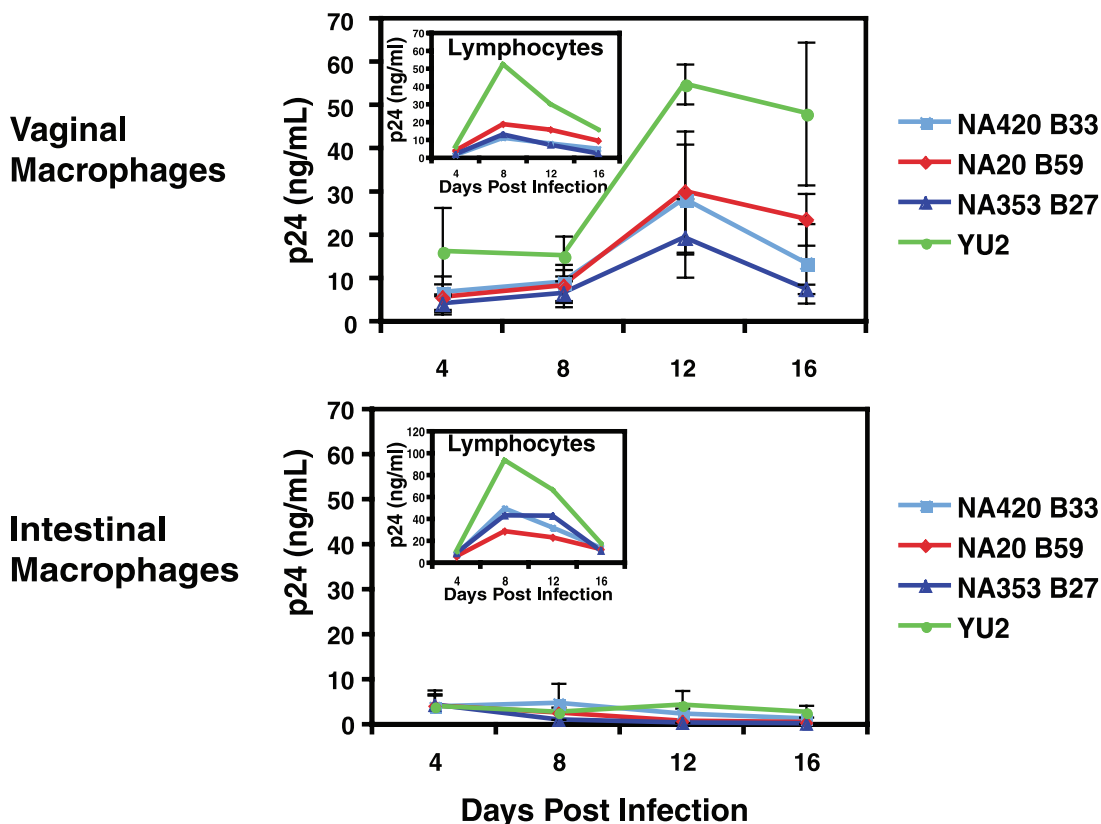 Vaginal
Macrophages
p24 (ng/mL)
70
60
50
40
30
20
10
0
4 8 12 16
Lymphocytes
p24 (ng/ml)
70
60
50
40
30
20
10
0
4 8 12 16
Days Post Infection
NA420 B33
NA20 B59
NA353 B27
YU2
Intestinal
Macrophages
p24 (ng/mL)
70
60
50
40
30
20
10
0
4 8 12 16
Lymphocytes
p24 (ng/ml)
120
100
80
60
40
20
0
4 8 12 16
Days Post Infection
NA420 B33
NA20 B59
NA353 B27
YU2
Days Post Infection